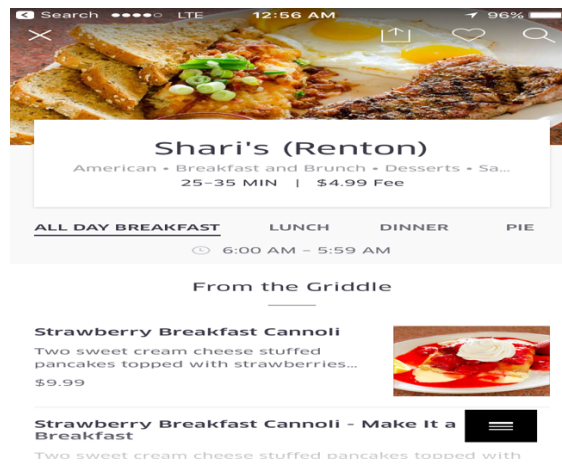 Search LTE 12:56 AM 96%
Shari's (Renton)
American • Breakfast and Brunch • Desserts • Sa...
25–35 MIN | $4.99 Fee
ALL DAY BREAKFAST LUNCH DINNER PIE
6:00 AM – 5:59 AM
From the Griddle
Strawberry Breakfast Cannoli
Two sweet cream cheese stuffed
pancakes topped with strawberries...
$9.99
Strawberry Breakfast Cannoli - Make It a
Breakfast
Two sweet cream cheese stuffed pancakes topped with